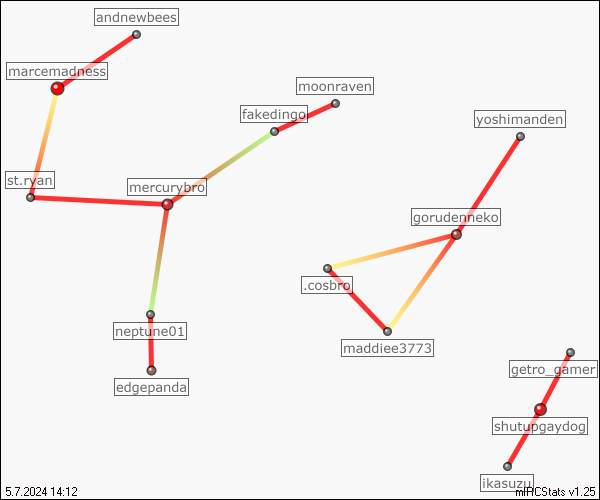 andnewbees
marcemadness
moonraven
fakedingo
yoshimanden
st.ryan
mercurybro
gorudenneko
.cosbro
neptune01
maddiee3773
getro_gamer
edgepanda
shutupgaydog
ikasuzu
5.7.2024 14:12
mIRCStats v1.25